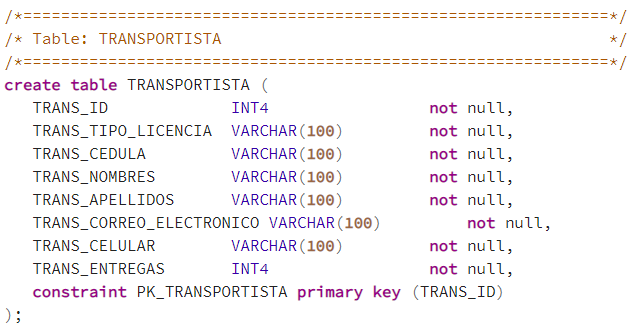 /*==============================================================*/
/* Table: TRANSPORTISTA                                         */
/*==============================================================*/
create table TRANSPORTISTA (
   TRANS_ID             INT4                 not null,
   TRANS_TIPO_LICENCIA  VARCHAR(100)         not null,
   TRANS_CEDULA         VARCHAR(100)         not null,
   TRANS_NOMBRES        VARCHAR(100)         not null,
   TRANS_APELLIDOS      VARCHAR(100)         not null,
   TRANS_CORREO_ELECTRONICO VARCHAR(100)         not null,
   TRANS_CELULAR        VARCHAR(100)         not null,
   TRANS_ENTREGAS       INT4                 not null,
   constraint PK_TRANSPORTISTA primary key (TRANS_ID)
);